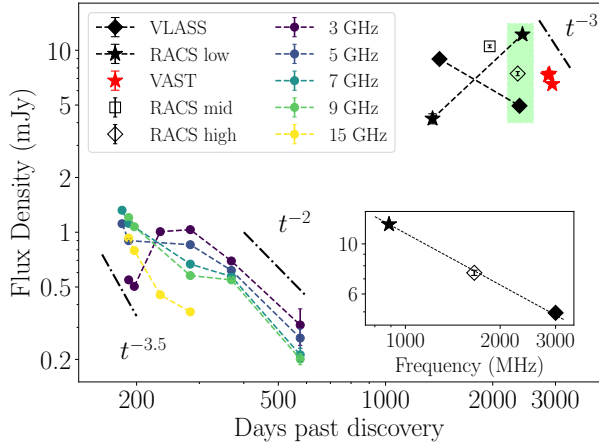 VLASS
RACS low
VAST
RACS mid
RACS high
3 GHz
5 GHz
7 GHz
9 GHz
15 GHz
t^{-3}
t^{-2}
t^{-3.5}
Flux Density (mJy)
10
5
2
1
0.5
0.2
200
500
1000
2000
3000
Days past discovery
10
6
1000
3000
Frequency (MHz)